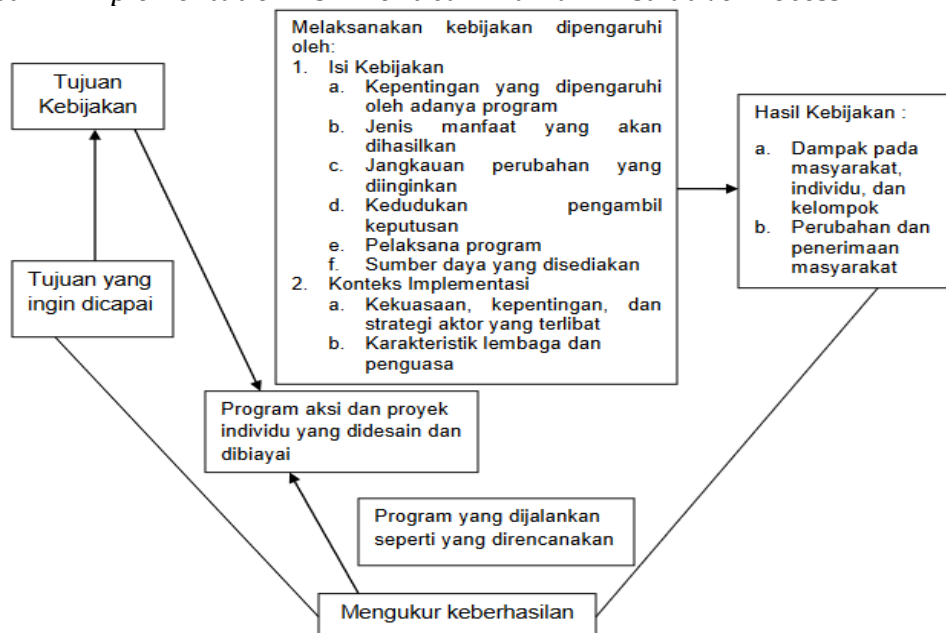 Tujuan
Kebijakan
Tujuan yang
ingin dicapai
Melaksanakan kebijakan dipengaruhi
oleh:
1. Isi Kebijakan
a. Kepentingan yang dipengaruhi
oleh adanya program
b. Jenis manfaat yang akan
dihasilkan
c. Jangkauan perubahan yang
diinginkan
d. Kedudukan pengambil
keputusan
e. Pelaksana program
f. Sumber daya yang disediakan
2. Konteks Implementasi
a. Kekuasaan, kepentingan, dan
strategi aktor yang terlibat
b. Karakteristik lembaga dan
penguasa
Hasil Kebijakan :
a. Dampak pada
masyarakat,
individu, dan
kelompok
b. Perubahan dan
penerimaan
masyarakat
Program aksi dan proyek
individu yang didesain dan
dibiayai
Program yang dijalankan
seperti yang direncanakan
Mengukur keberhasilan